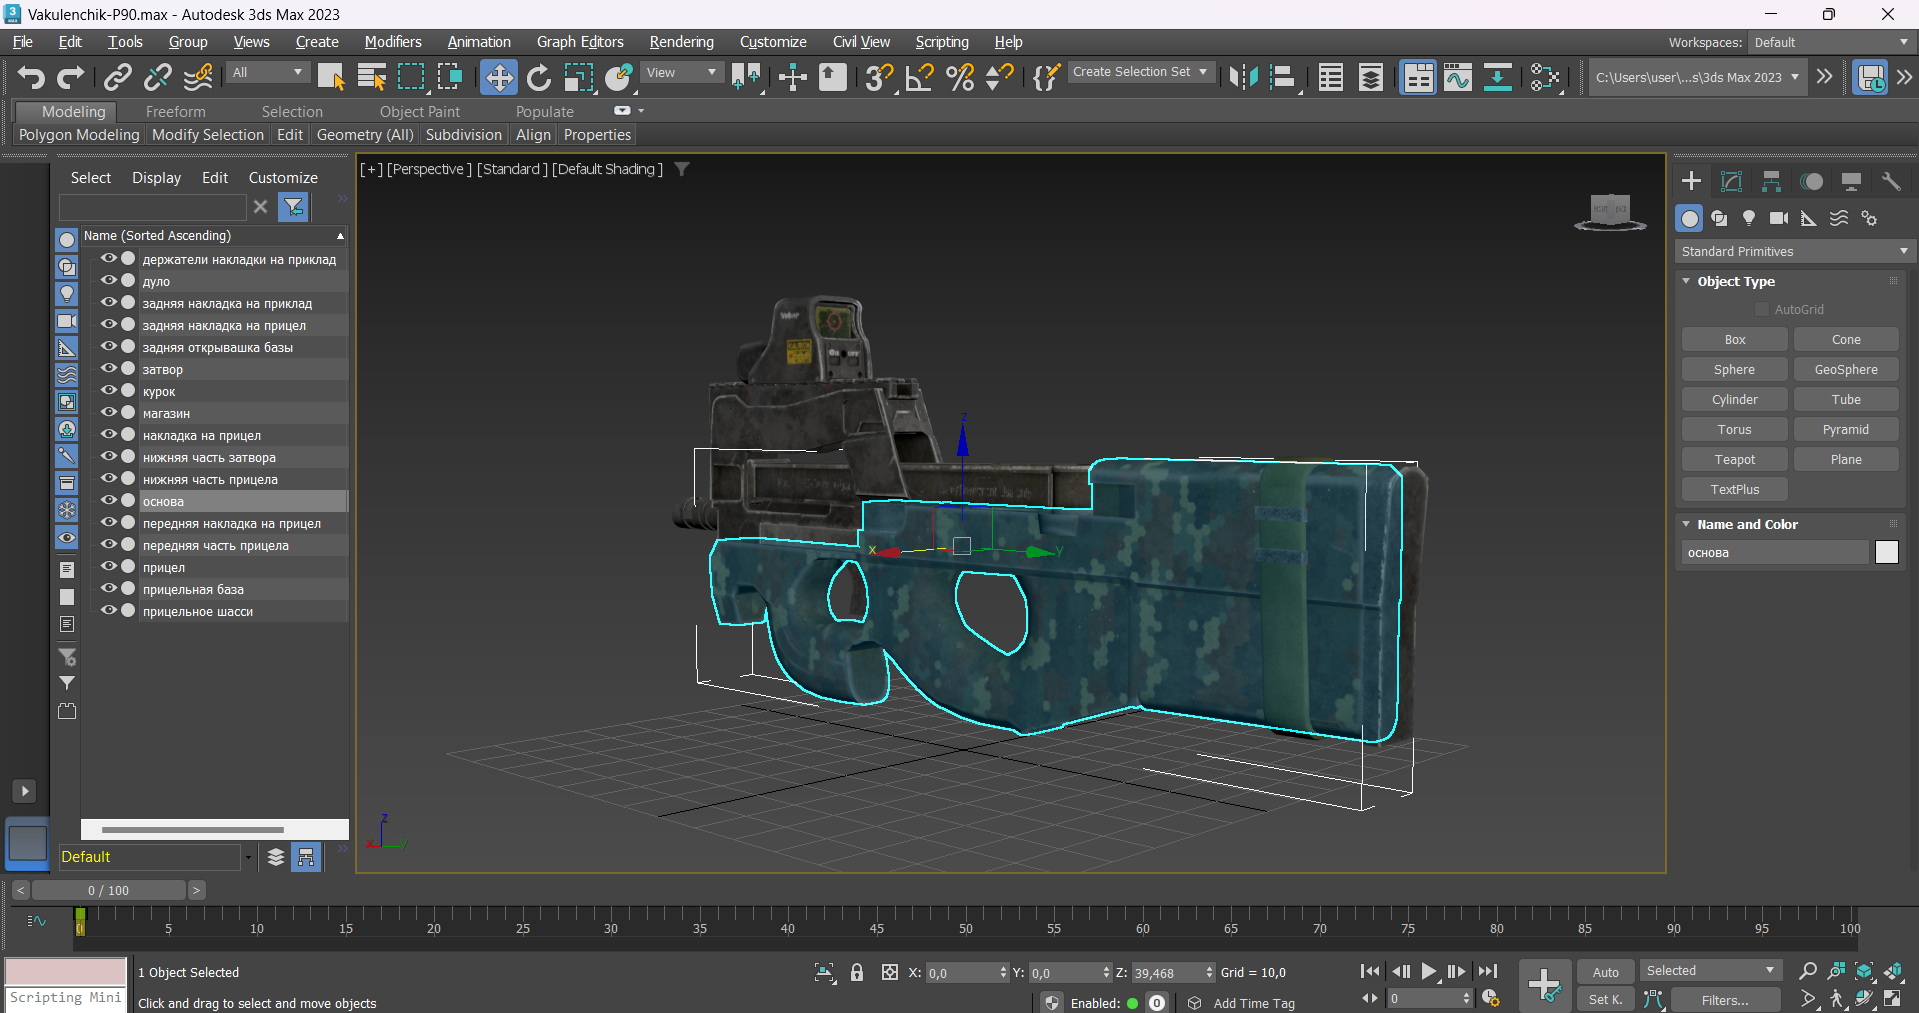 Vakulenchik-P90.max - Autodesk 3ds Max 2023
File Edit Tools Group Views Create Modifiers Animation Graph Editors Rendering Customize Civil View Scripting Help
Workspaces: Default
All View Create Selection Set C:\Users\user\...s\3ds Max 2023
Modeling Freeform Selection Object Paint Populate
Polygon Modeling Modify Selection Edit Geometry (All) Subdivision Align Properties
Select Display Edit Customize
Name (Sorted Ascending)
держатели накладки на приклад
дуло
задняя накладка на приклад
задняя накладка на прицел
задняя открывашка базы
затвор
курок
магазин
накладка на прицел
нижняя часть затвора
нижняя часть прицела
основа
передняя накладка на прицел
передняя часть прицела
прицел
прицельная база
прицельное шасси
Default
[+] [Perspective ] [Standard ] [Default Shading ]
z
x
y
z
x
y
Standard Primitives
Object Type
AutoGrid
Box Cone
Sphere GeoSphere
Cylinder Tube
Torus Pyramid
Teapot Plane
TextPlus
Name and Color
основа
< 0 / 100 >
0 5 10 15 20 25 30 35 40 45 50 55 60 65 70 75 80 85 90 95 100
1 Object Selected
X: 0,0 Y: 0,0 Z: 39,468 Grid = 10,0
Scripting Mini
Click and drag to select and move objects
Enabled: 0 Add Time Tag
0
Auto Selected
Set K. Filters...